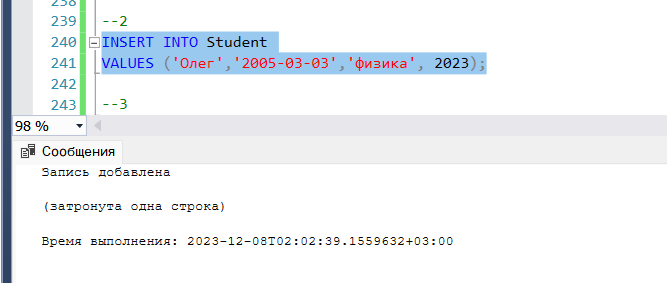 238
239 --2
240 INSERT INTO Student
241 VALUES ('Олег','2005-03-03','физика', 2023);
242
243 --3
98 %
Сообщения
Запись добавлена
(затронута одна строка)
Время выполнения: 2023-12-08T02:02:39.1559632+03:00